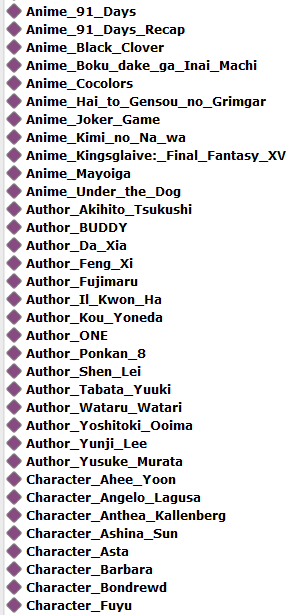 Anime_91_Days
Anime_91_Days_Recap
Anime_Black_Clover
Anime_Boku_dake_ga_Inai_Machi
Anime_Cocolors
Anime_Hai_to_Gensou_no_Grimgar
Anime_Joker_Game
Anime_Kimi_no_Na_wa
Anime_Kingsglaive:_Final_Fantasy_XV
Anime_Mayoiga
Anime_Under_the_Dog
Author_Akihito_Tsukushi
Author_BUDDY
Author_Da_Xia
Author_Feng_Xi
Author_Fujimaru
Author_Il_Kwon_Ha
Author_Kou_Yoneda
Author_ONE
Author_Ponkan_8
Author_Shen_Lei
Author_Tabata_Yuuki
Author_Wataru_Watari
Author_Yoshitoki_Ooima
Author_Yunji_Lee
Author_Yusuke_Murata
Character_Ahee_Yoon
Character_Angelo_Lagusa
Character_Anthea_Kallenberg
Character_Ashina_Sun
Character_Asta
Character_Barbara
Character_Bondrewd
Character_Fuyu